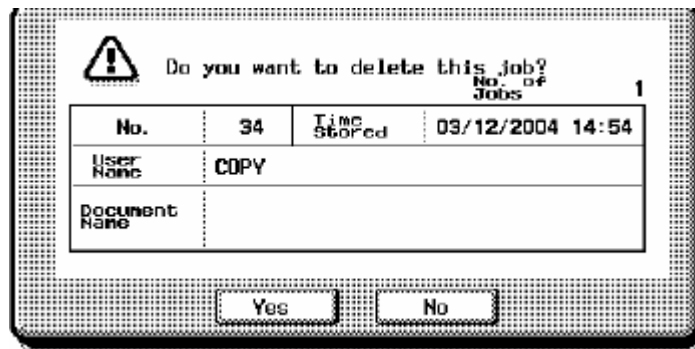 Do you want to delete this job?
No. of
Jobs 1
No. 34 Time
Stored 03/12/2004 14:54
User
Name COPY
Document
Name
Yes No